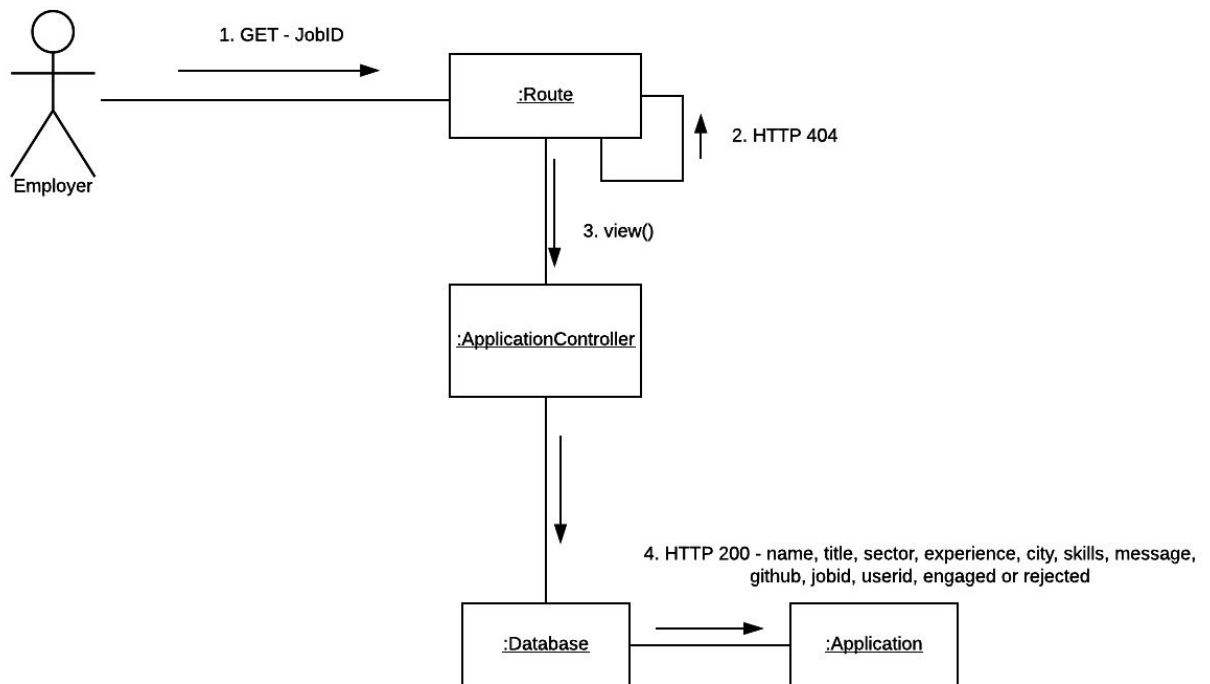 1. GET - JobID
:Route
2. HTTP 404
Employer
3. view()
:ApplicationController
4. HTTP 200 - name, title, sector, experience, city, skills, message,
github, jobid, userid, engaged or rejected
:Database
:Application